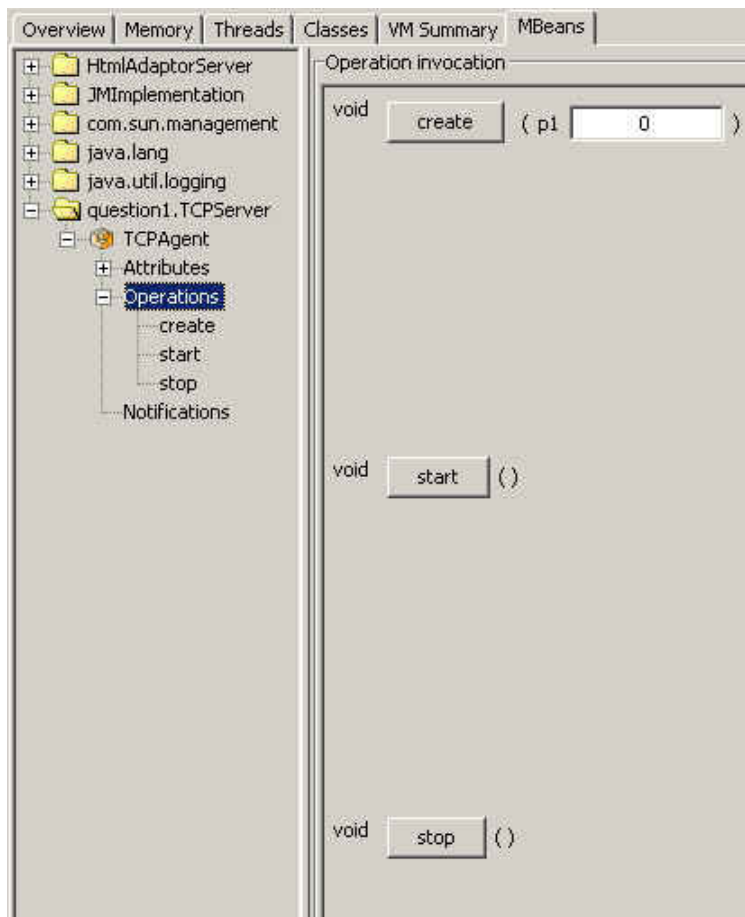 Overview Memory Threads Classes VM Summary MBeans
HtmlAdaptorServer
JMImplementation
com.sun.management
java.lang
java.util.logging
question1.TCPServer
TCPAgent
Attributes
Operations
create
start
stop
Notifications
Operation invocation
void create ( p1 0 )
void start ( )
void stop ( )